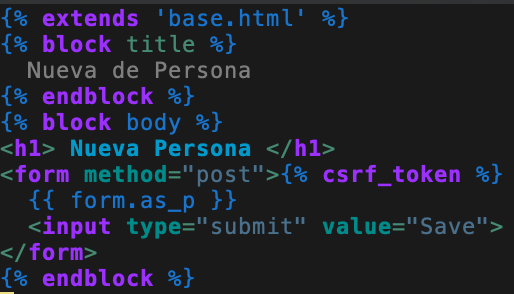 {% extends 'base.html' %}
{% block title %}
  Nueva de Persona
{% endblock %}
{% block body %}
<h1> Nueva Persona </h1>
<form method="post">{% csrf_token %}
  {{ form.as_p }}
  <input type="submit" value="Save">
</form>
{% endblock %}